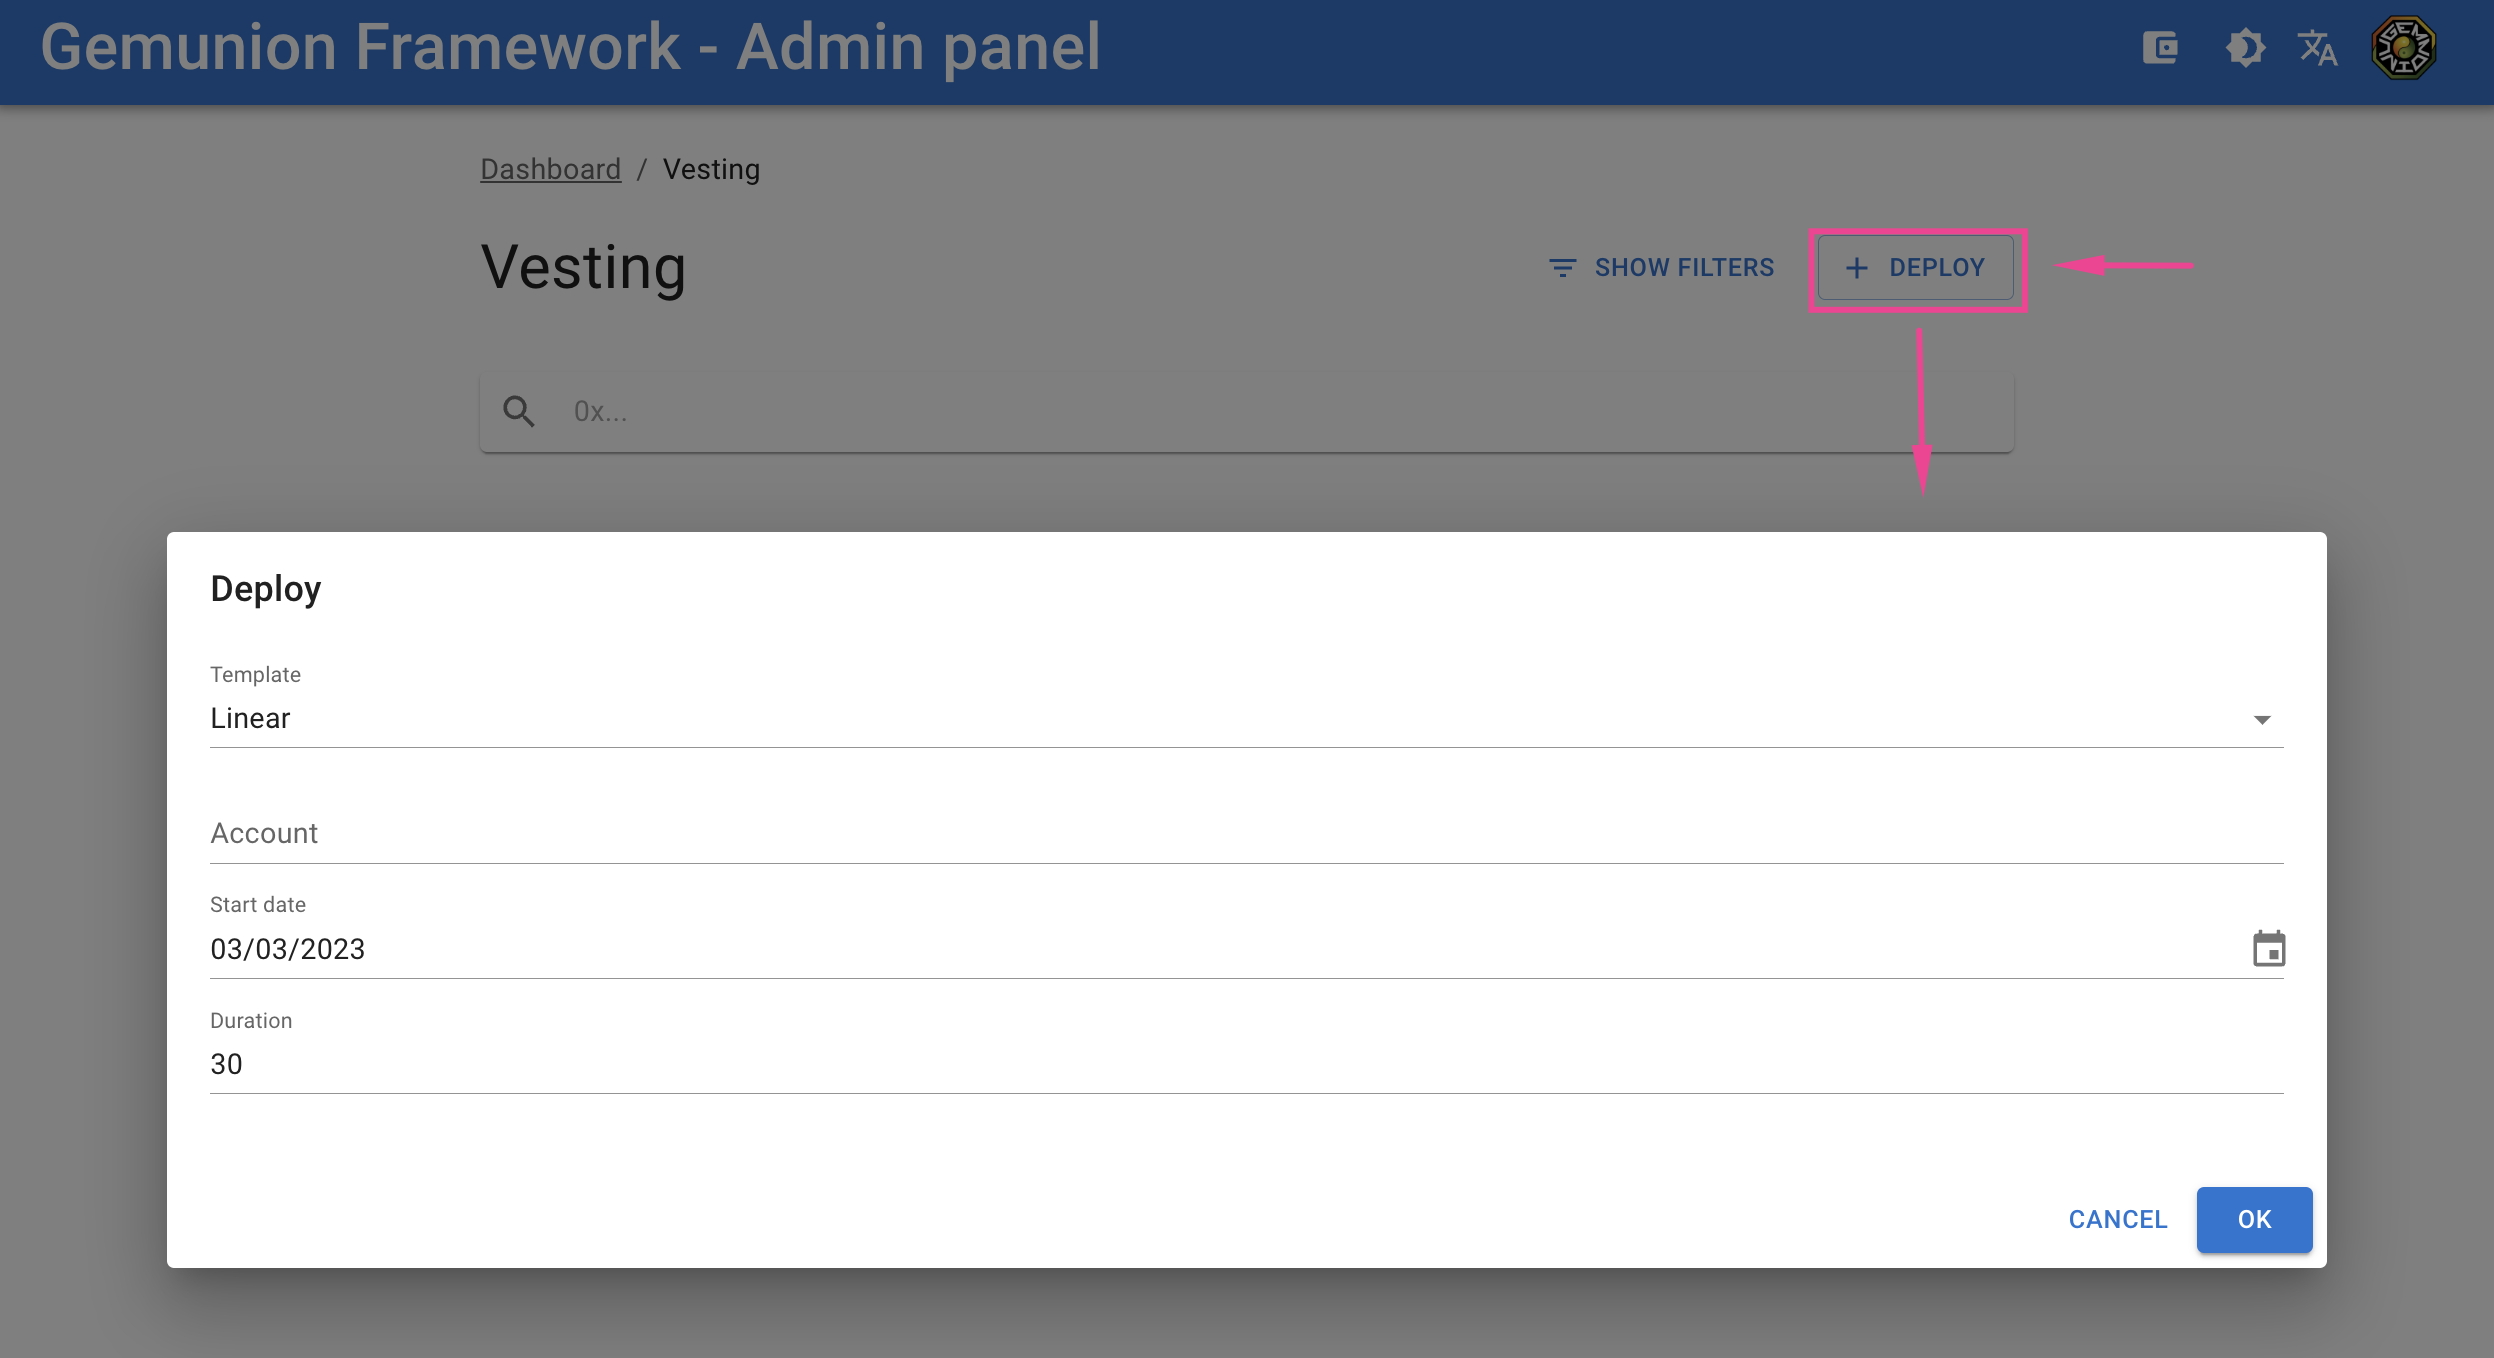 Gemunion Framework - Admin panel
GEMUNION
Dashboard / Vesting
Vesting
SHOW FILTERS
+ DEPLOY
0x...
Deploy
Template
Linear
Account
Start date
03/03/2023
Duration
30
CANCEL
OK